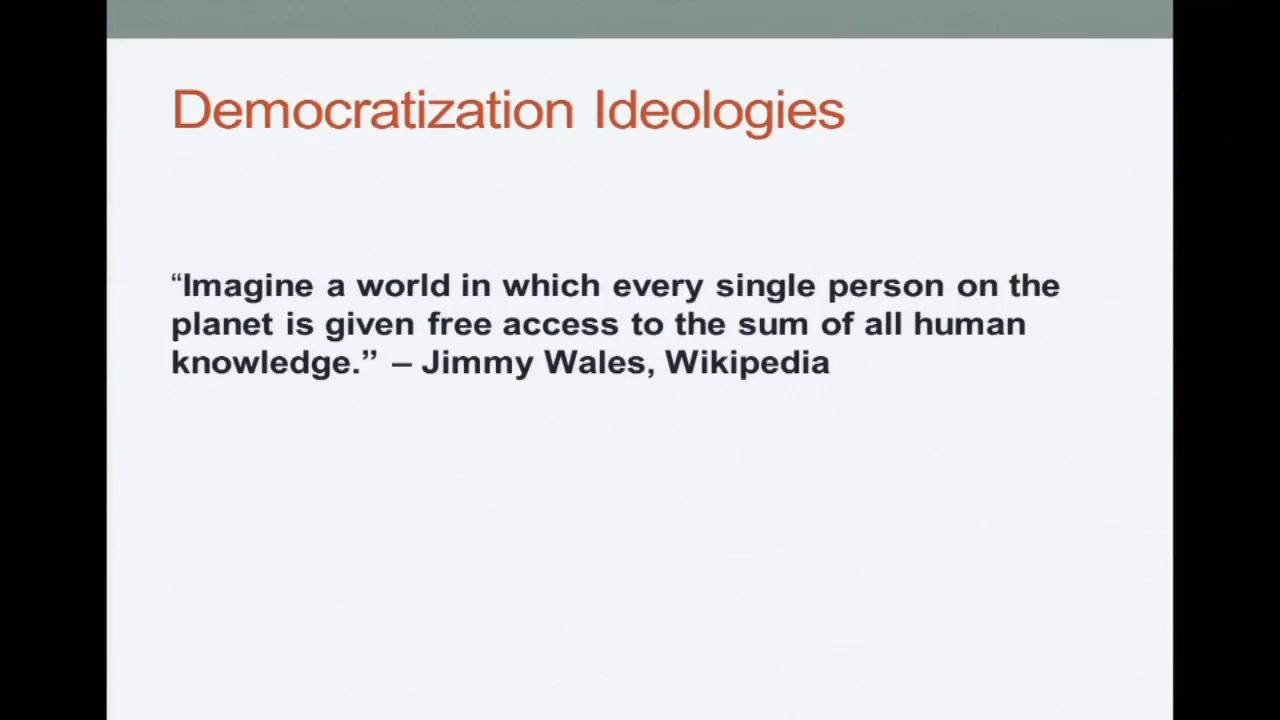 Democratization Ideologies
“Imagine a world in which every single person on the
planet is given free access to the sum of all human
knowledge.” – Jimmy Wales, Wikipedia